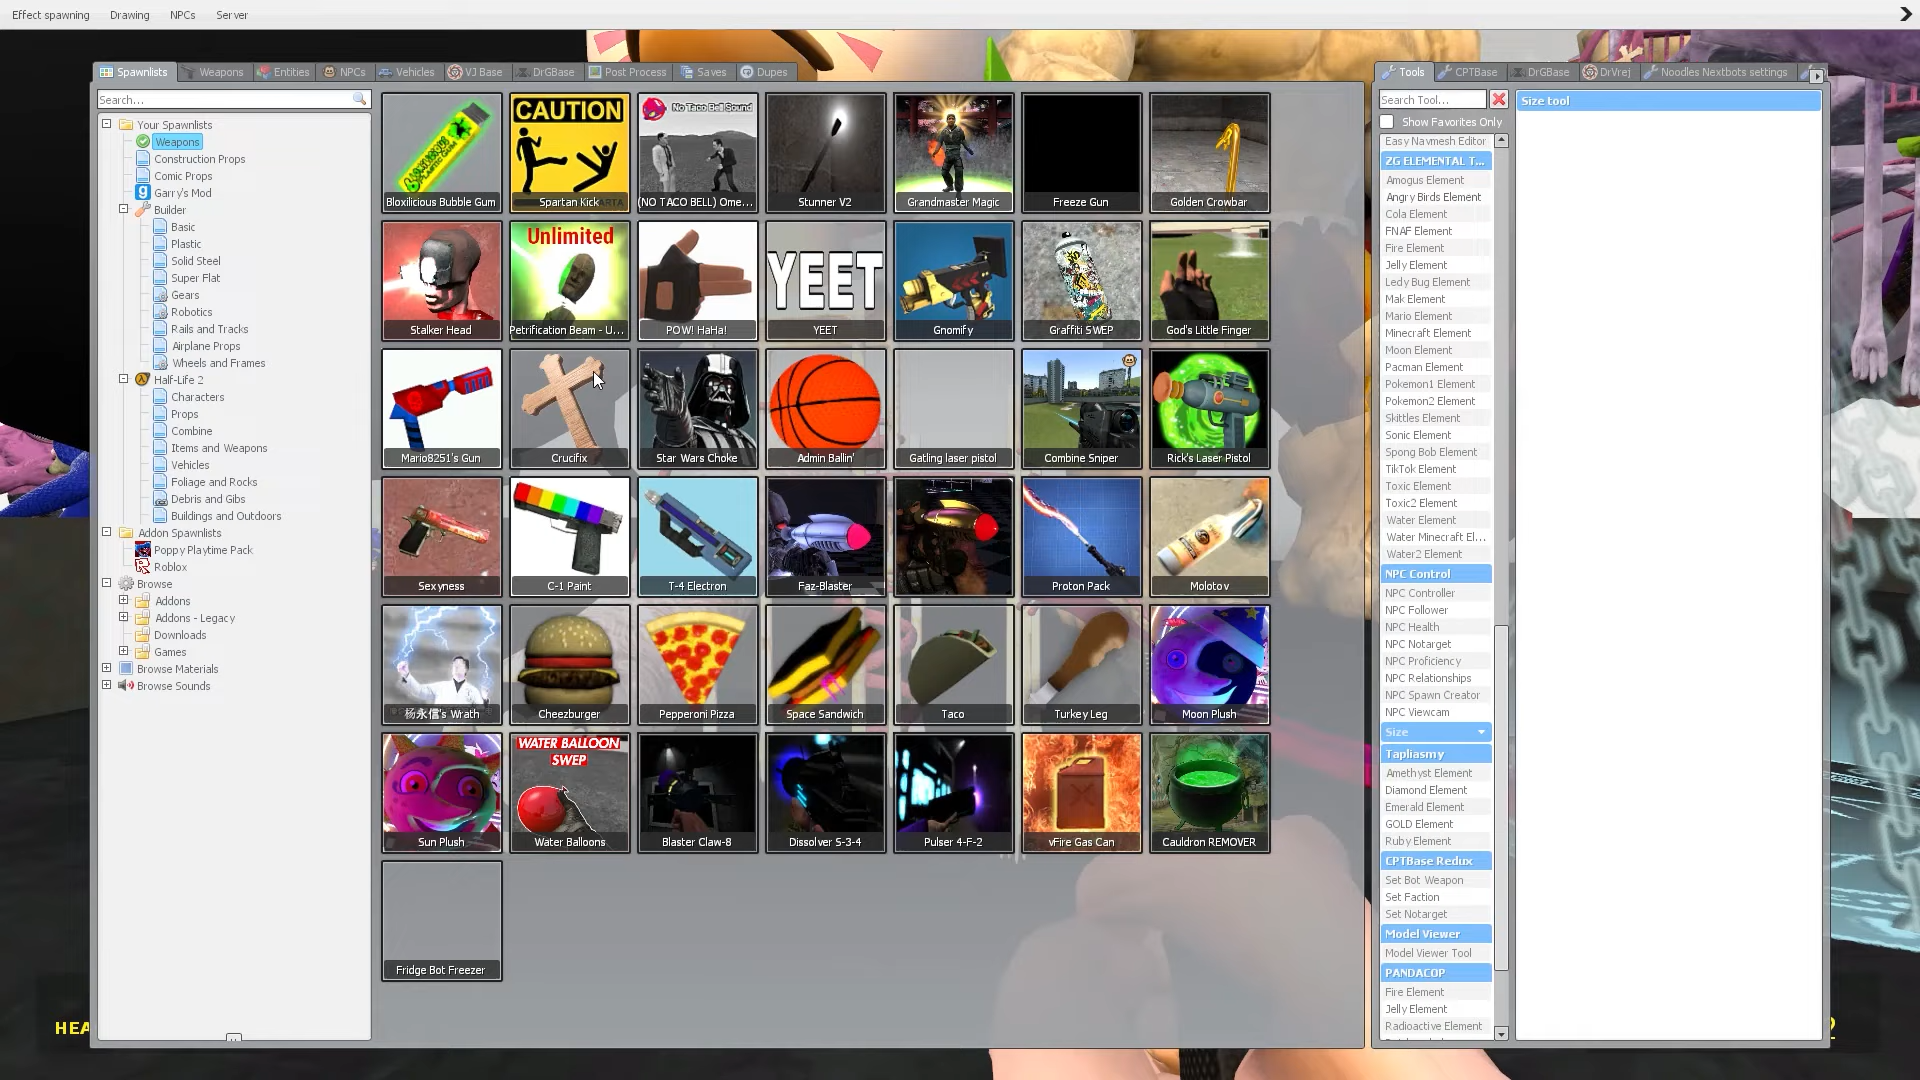 Effect spawning Drawing NPCs Server
Spawnlists Weapons Entities NPCs Vehicles VJ Base DrGBase Post Process Saves Dupes
Search...
Your Spawnlists
Weapons
Construction Props
Comic Props
Garry's Mod
Builder
Basic
Plastic
Solid Steel
Super Flat
Gears
Robotics
Rails and Tracks
Airplane Props
Wheels and Frames
Half-Life 2
Characters
Props
Combine
Items and Weapons
Vehicles
Foliage and Rocks
Debris and Gibs
Buildings and Outdoors
Addon Spawnlists
Poppy Playtime Pack
Roblox
Browse
Addons
Addons - Legacy
Downloads
Games
Browse Materials
Browse Sounds
CAUTION
No Taco Bell Sound
Bloxilicious Bubble Gum Spartan Kick (NO TACO BELL) Ome... Stunner V2 Grandmaster Magic Freeze Gun Golden Crowbar
Unlimited
YEET
Stalker Head Petrification Beam - U... POW! HaHa! YEET Gnomify Graffiti SWEP God's Little Finger
Mario8251's Gun Crucifix Star Wars Choke Admin Ballin' Gatling laser pistol Combine Sniper Rick's Laser Pistol
Sexyness C-1 Paint T-4 Electron Faz-Blaster Proton Pack Molotov
杨永信's Wrath Cheezburger Pepperoni Pizza Space Sandwich Taco Turkey Leg Moon Plush
WATER BALLOON
SWEP
Sun Plush Water Balloons Blaster Claw-8 Dissolver 5-3-4 Pulser 4-F-2 vFire Gas Can Cauldron REMOVER
Fridge Bot Freezer
HEA
Tools CPTBase DrGBase DrVrej Noodles Nextbots settings
Search Tool...
Show Favorites Only
Easy Navmesh Editor
ZG ELEMENTAL T...
Amogus Element
Angry Birds Element
Cola Element
FNAF Element
Fire Element
Jelly Element
Ledy Bug Element
Mak Element
Mario Element
Minecraft Element
Moon Element
Pacman Element
Pokemon1 Element
Pokemon2 Element
Skittles Element
Sonic Element
Spong Bob Element
TikTok Element
Toxic Element
Toxic2 Element
Water Element
Water Minecraft El...
Water2 Element
NPC Control
NPC Controller
NPC Follower
NPC Health
NPC Notarget
NPC Proficiency
NPC Relationships
NPC Spawn Creator
NPC Viewcam
Size
Tapliasmy
Amethyst Element
Diamond Element
Emerald Element
GOLD Element
Ruby Element
CPTBase Redux
Set Bot Weapon
Set Faction
Set Notarget
Model Viewer
Model Viewer Tool
PANDACOP
Fire Element
Jelly Element
Radioactive Element
Size tool